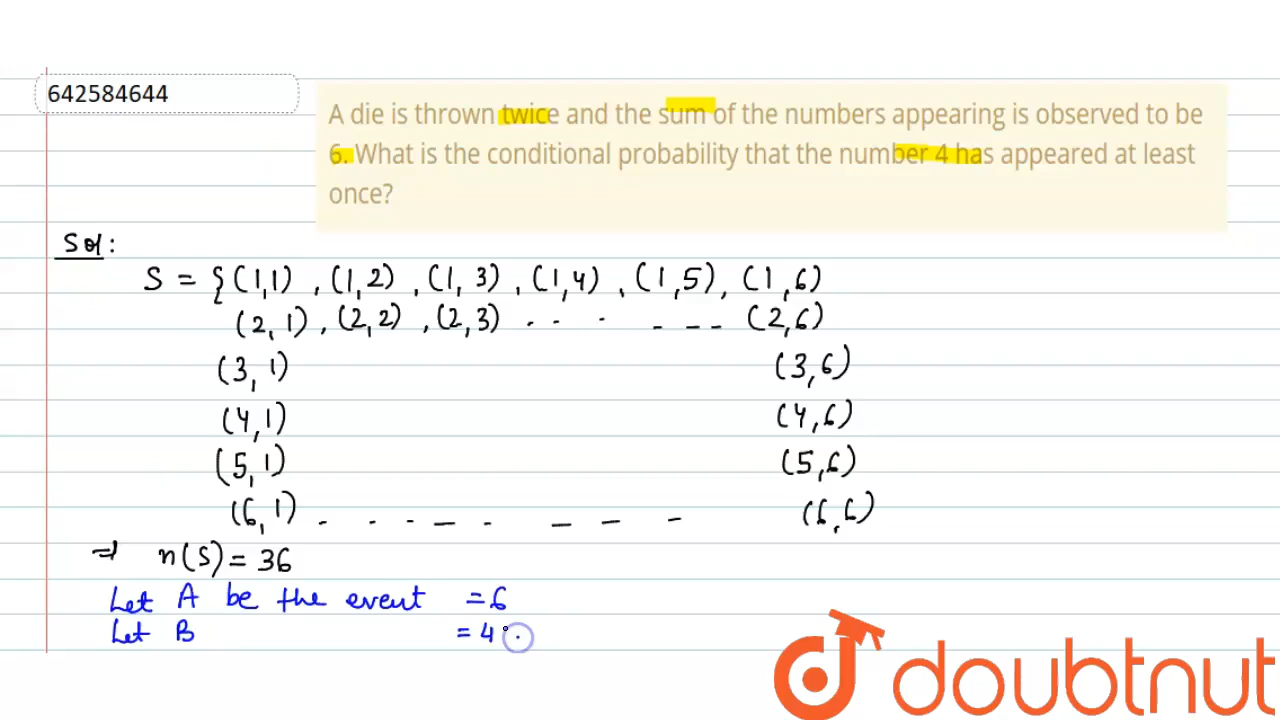 642584644
A die is thrown twice and the sum of the numbers appearing is observed to be
6. What is the conditional probability that the number 4 has appeared at least
once?
Sol:
S = {(1,1) , (1,2) , (1, 3) , (1,4) , (1,5), (1,6)
(2,1), (2,2) , (2,3) .. . _ _ _ (2,6)
(3,1) (3,6)
(4,1) (4,6)
(5,1) (5,6)
(6,1) . . . _ . _ _ _ (6,6)
⇒ n(S) = 36
Let A be the event = 6
Let B = 4
doubtnut